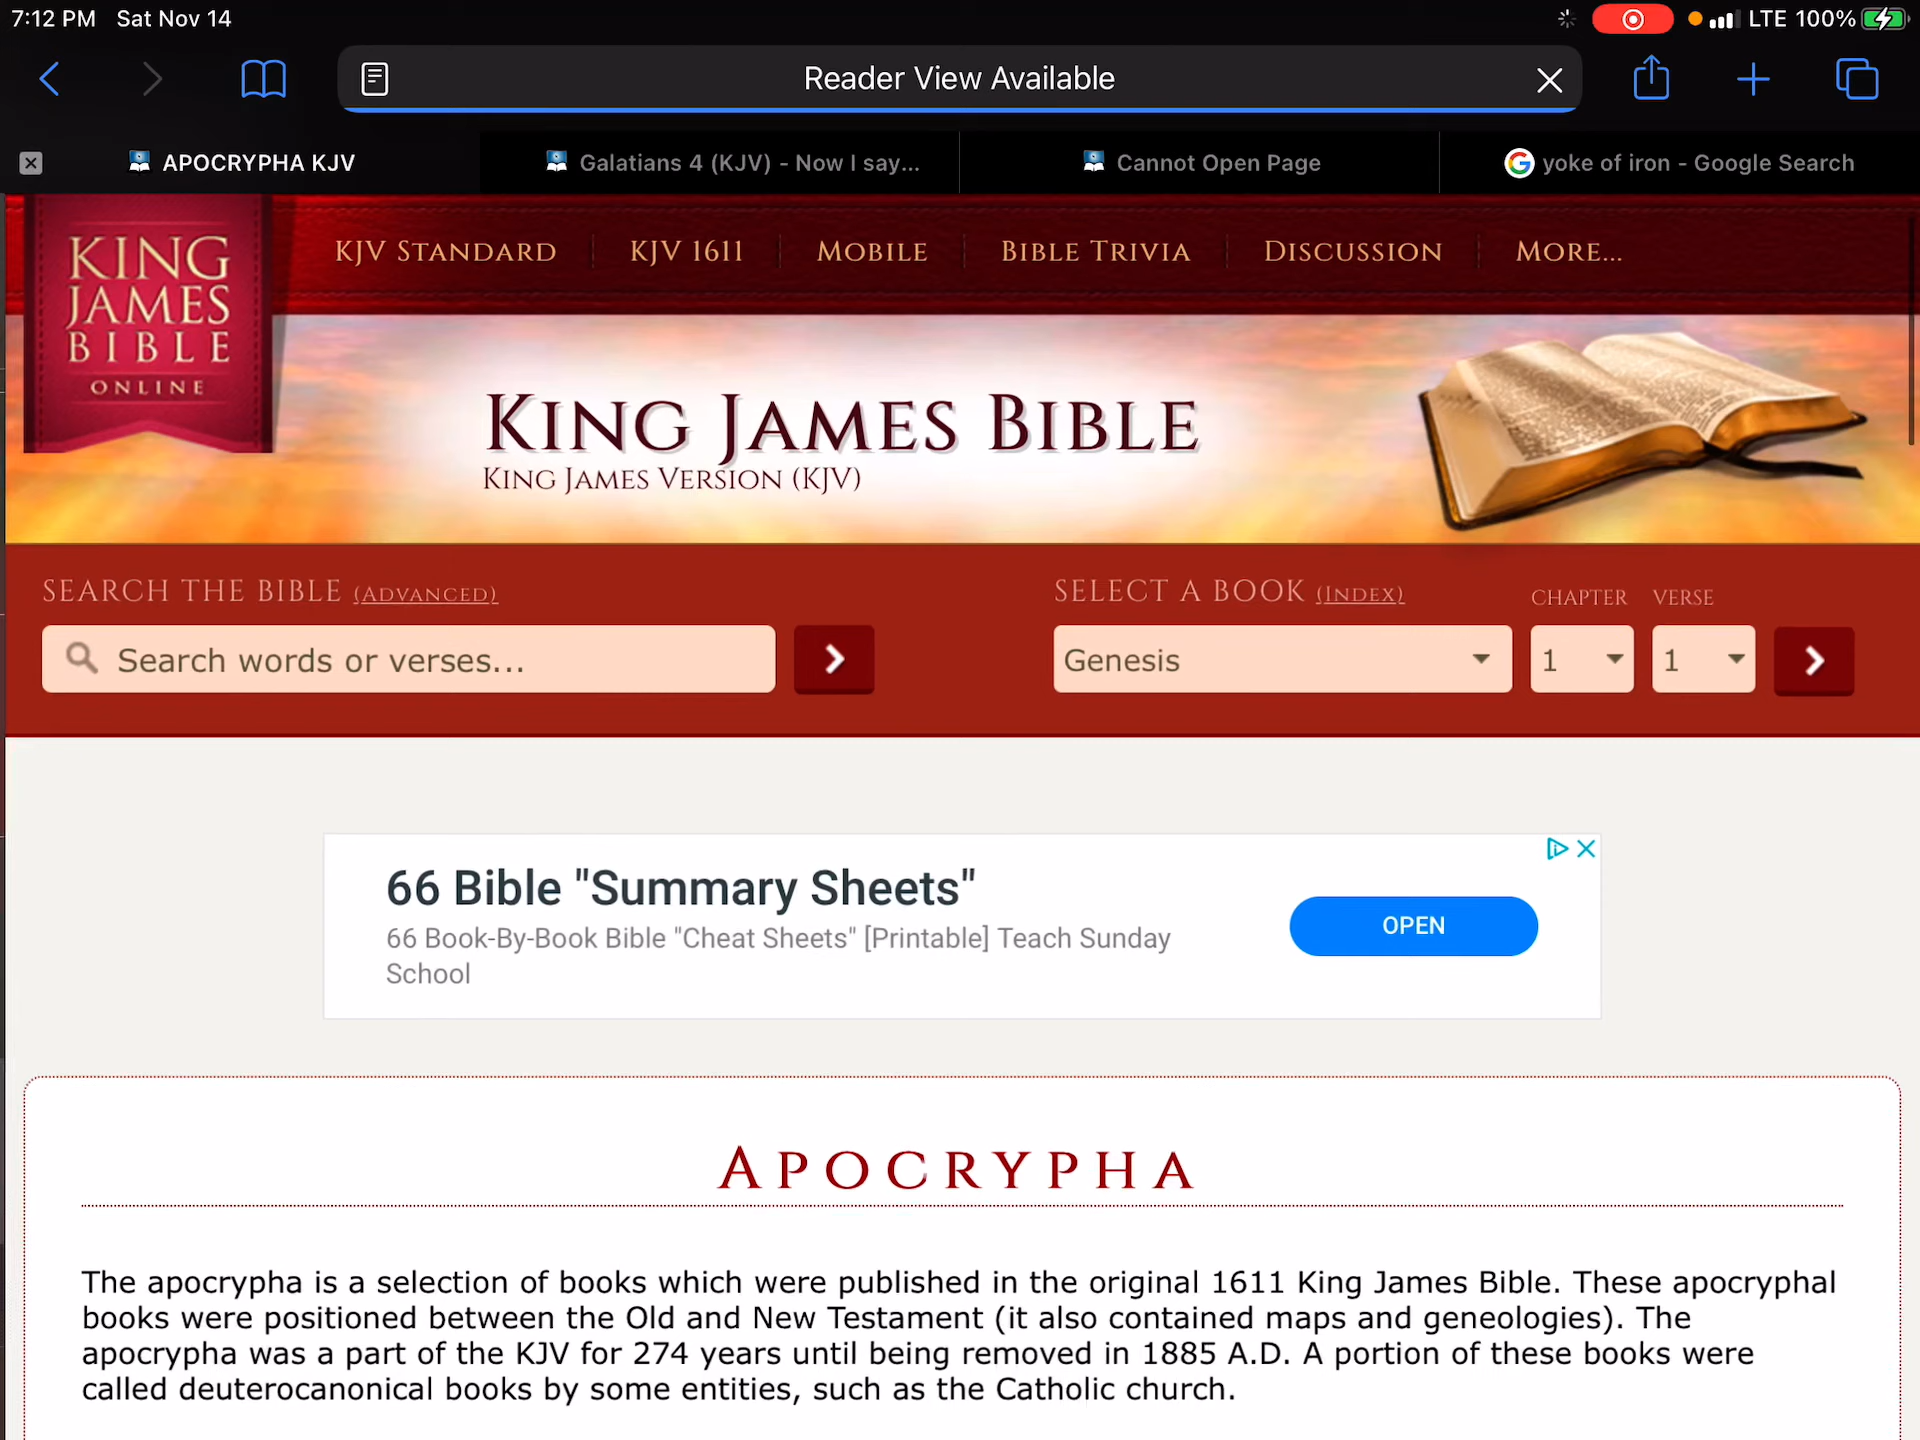 7:12 PM Sat Nov 14 LTE 100%
Reader View Available
APOCRYPHA KJV
Galatians 4 (KJV) - Now I say...
Cannot Open Page
yoke of iron - Google Search
KING
JAMES
BIBLE
ONLINE
KJV STANDARD
KJV 1611
MOBILE
BIBLE TRIVIA
DISCUSSION
MORE...
KING JAMES BIBLE
KING JAMES VERSION (KJV)
SEARCH THE BIBLE (ADVANCED)
SELECT A BOOK (INDEX)
CHAPTER
VERSE
Search words or verses...
Genesis
1
1
66 Bible "Summary Sheets"
66 Book-By-Book Bible "Cheat Sheets" [Printable] Teach Sunday
School
OPEN
APOCRYPHA
The apocrypha is a selection of books which were published in the original 1611 King James Bible. These apocryphal
books were positioned between the Old and New Testament (it also contained maps and geneologies). The
apocrypha was a part of the KJV for 274 years until being removed in 1885 A.D. A portion of these books were
called deuterocanonical books by some entities, such as the Catholic church.